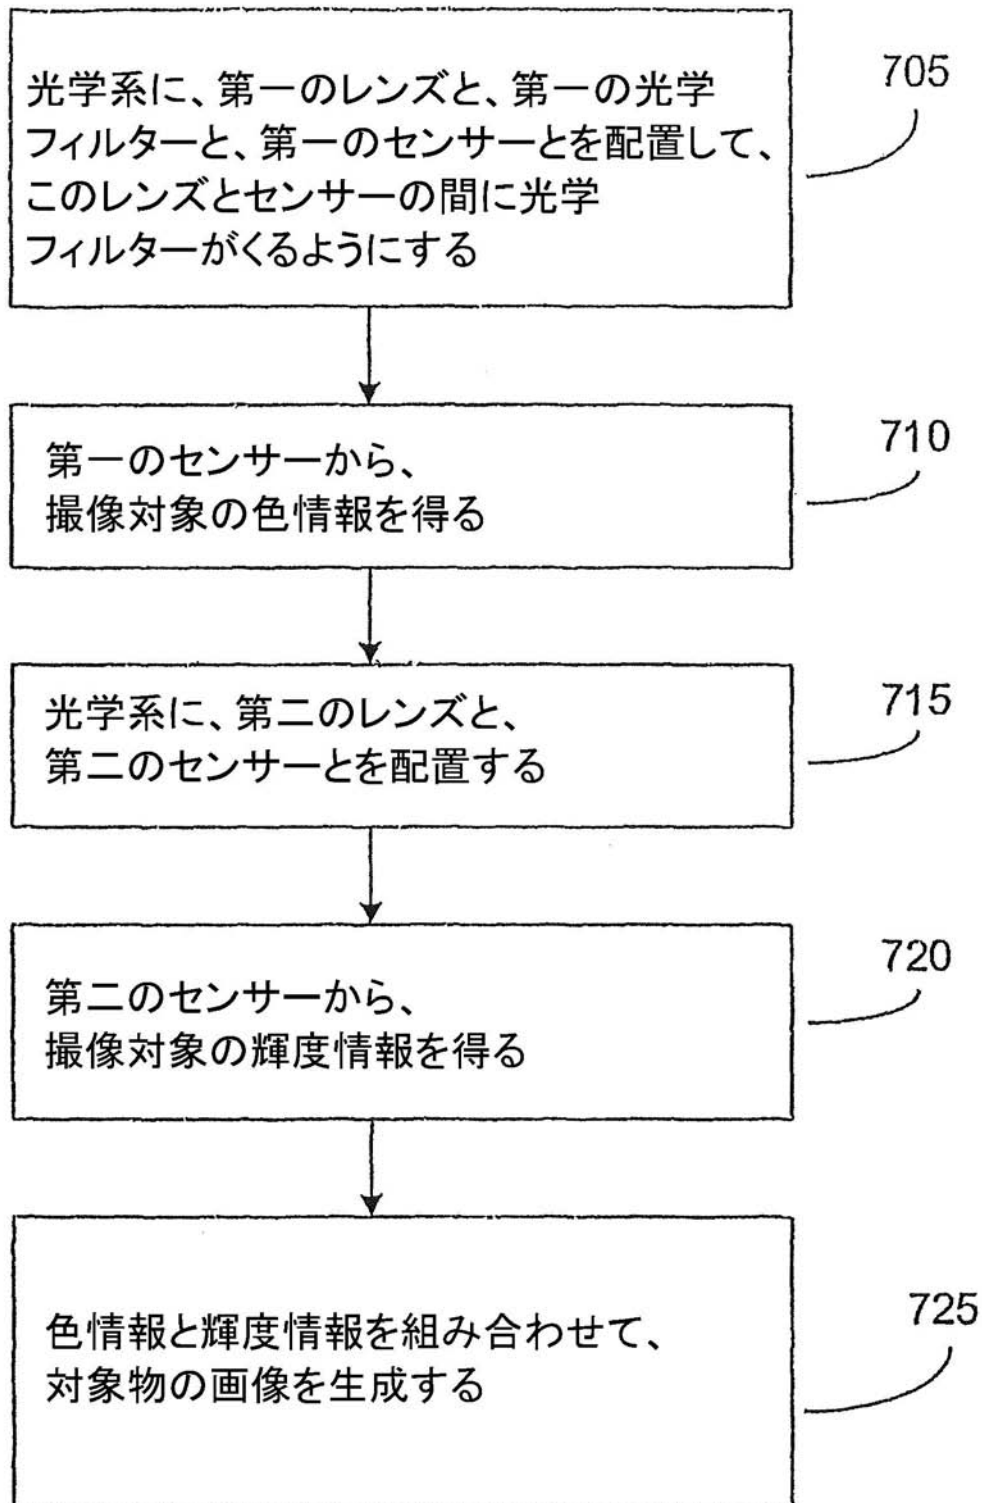 光学系に、第一のレンズと、第一の光学
フィルターと、第一のセンサーとを配置して、
このレンズとセンサーの間に光学
フィルターがくるようにする
705
第一のセンサーから、
撮像対象の色情報を得る
710
光学系に、第二のレンズと、
第二のセンサーとを配置する
715
第二のセンサーから、
撮像対象の輝度情報を得る
720
色情報と輝度情報を組み合わせて、
対象物の画像を生成する
725